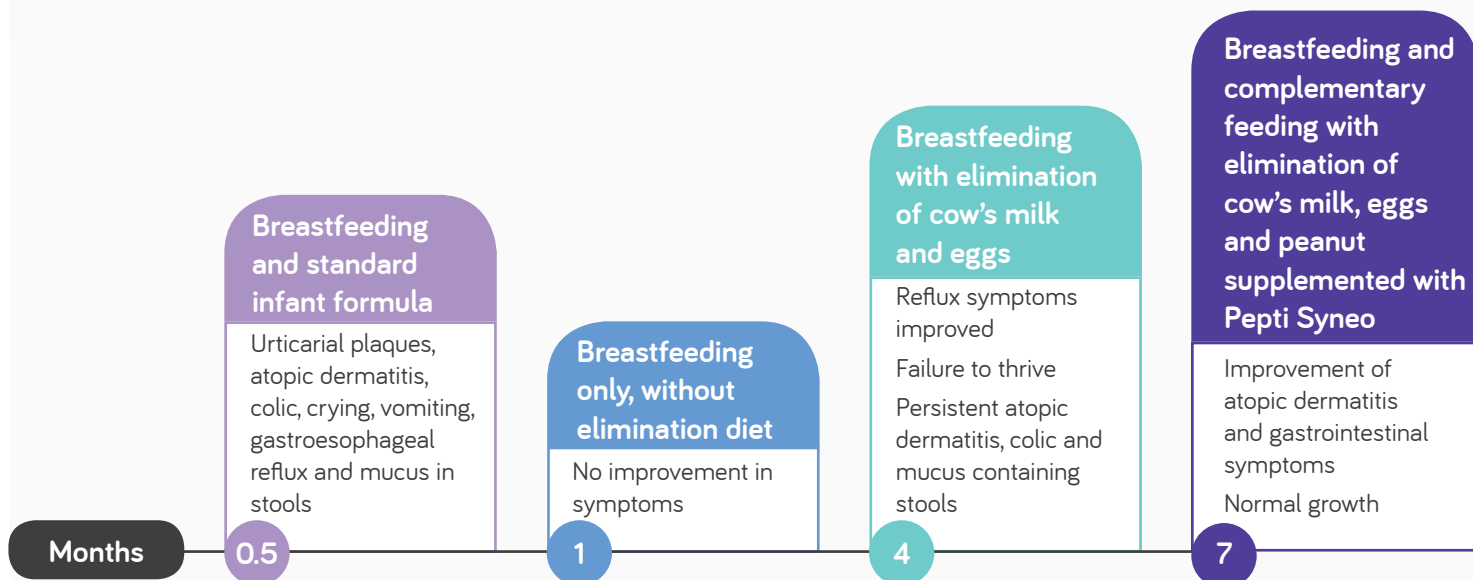 Breastfeeding
and standard
infant formula
Urticarial plaques,
atopic dermatitis,
colic, crying, vomiting,
gastroesophageal
reflux and mucus in
stools
Breastfeeding
only, without
elimination diet
No improvement in
symptoms
Breastfeeding
with elimination
of cow's milk
and eggs
Reflux symptoms
improved
Failure to thrive
Persistent atopic
dermatitis, colic and
mucus containing
stools
Breastfeeding and
complementary
feeding with
elimination of
cow's milk, eggs
and peanut
supplemented with
Pepti Syneo
Improvement of
atopic dermatitis
and gastrointestinal
symptoms
Normal growth
Months
0.5
1
4
7